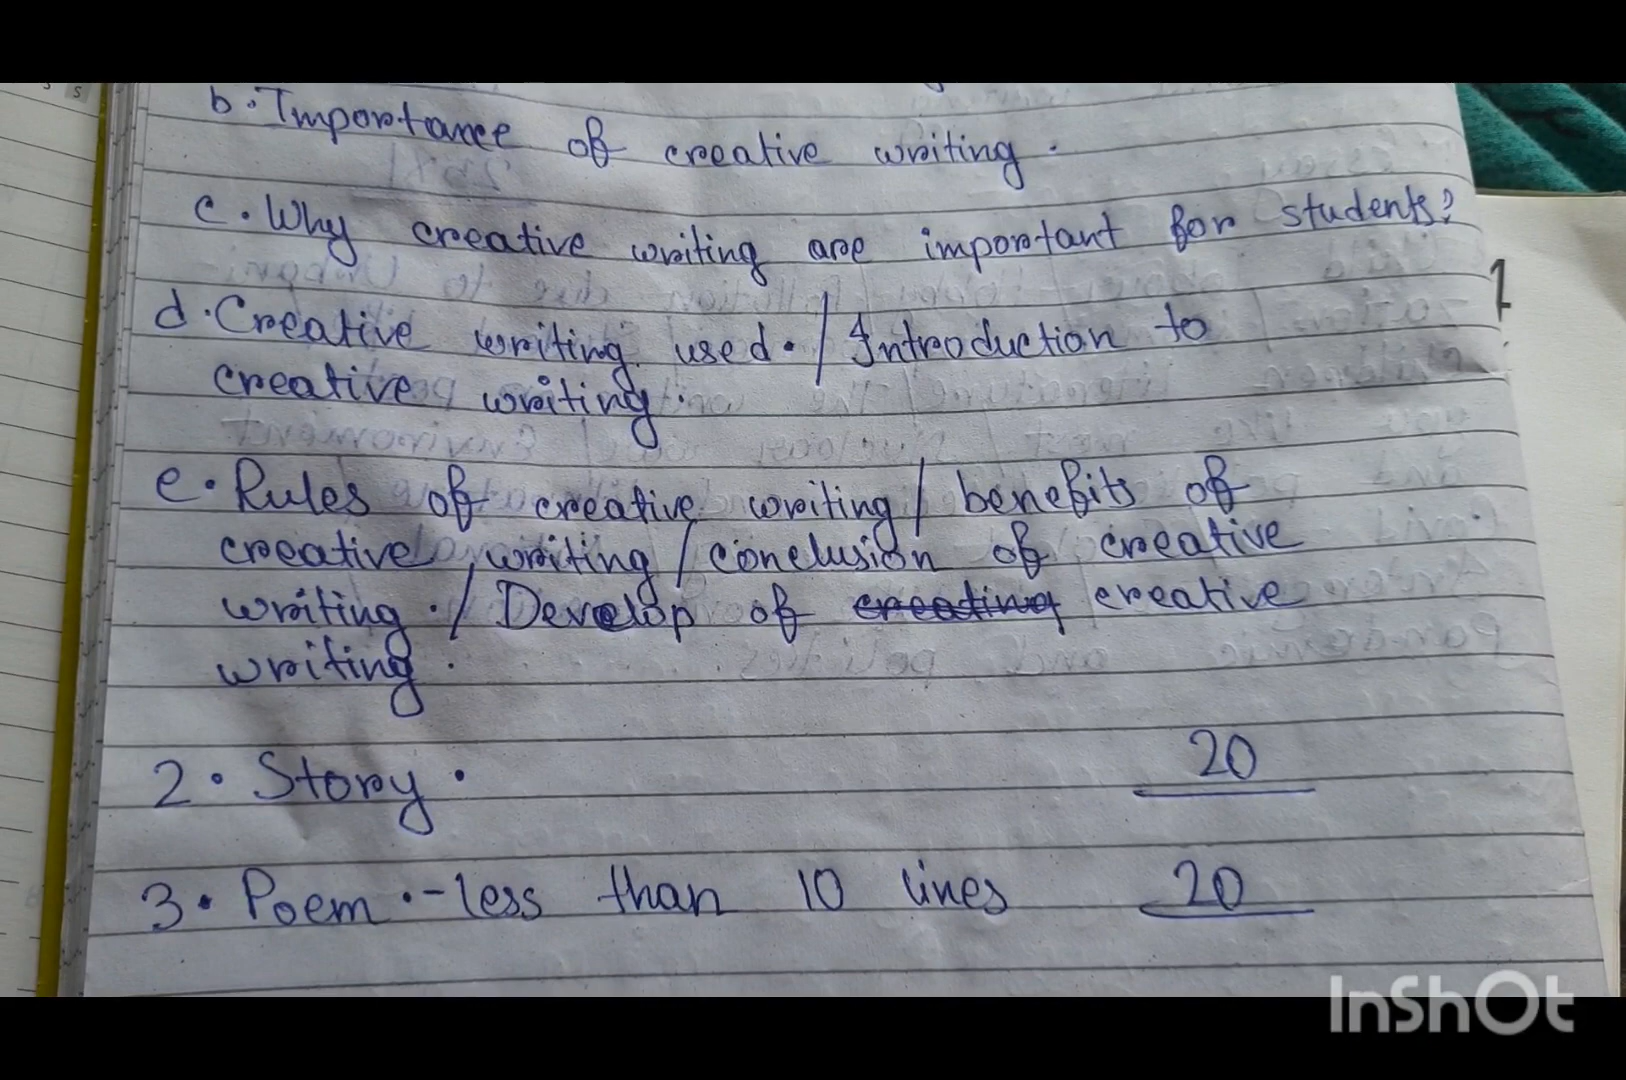 b. Importance of creative writing.
c. Why creative writing are important for students?
d. Creative writing used. / Introduction to
creative writing.
e. Rules of creative writing / benefits of
creative writing / conclusion of creative
writing. / Develop of creating creative
writing.
2. Story. 20
3. Poem. - less than 10 lines 20
InShOt